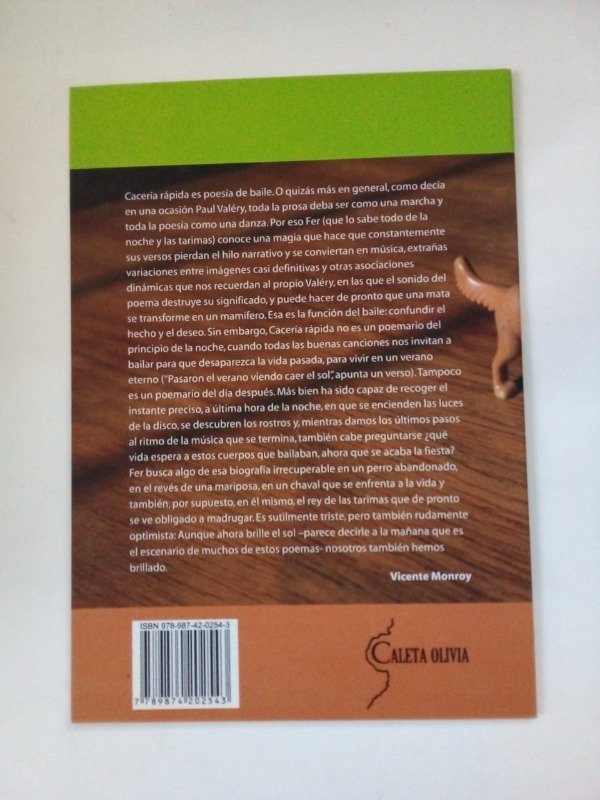 Cacería rápida es poesía de baile. O quizás más en general, como decía
en una ocasión Paul Valéry, toda la prosa deba ser como una marcha y
toda la poesía como una danza. Por eso Fer (que lo sabe todo de la
noche y las tarimas) conoce una magia que hace que constantemente
sus versos pierdan el hilo narrativo y se conviertan en música, extrañas
variaciones entre imágenes casi definitivas y otras asociaciones
dinámicas que nos recuerdan al propio Valéry, en las que el sonido del
poema destruye su significado, y puede hacer de pronto que una mata
se transforme en un mamífero. Esa es la función del baile: confundir el
hecho y el deseo. Sin embargo, Cacería rápida no es un poemario del
principio de la noche, cuando todas las buenas canciones nos invitan a
bailar para que desaparezca la vida pasada, para vivir en un verano
eterno ("Pasaron el verano viendo caer el sol", apunta un verso). Tampoco
es un poemario del día después. Más bien ha sido capaz de recoger el
instante preciso, a última hora de la noche, en que se encienden las luces
de la disco, se descubren los rostros y, mientras damos los últimos pasos
al ritmo de la música que se termina, también cabe preguntarse ¿qué
vida espera a estos cuerpos que bailaban, ahora que se acaba la fiesta?
Fer busca algo de esa biografía irrecuperable en un perro abandonado,
en el revés de una mariposa, en un chaval que se enfrenta a la vida y
también, por supuesto, en él mismo, el rey de las tarimas que de pronto
se ve obligado a madrugar. Es sutilmente triste, pero también rudamente
optimista: Aunque ahora brille el sol –parece decirle a la mañana que es
el escenario de muchos de estos poemas- nosotros también hemos
brillado.
Vicente Monroy
ISBN 978-987-42-0254-3
7 789874 202543
CALETA OLIVIA